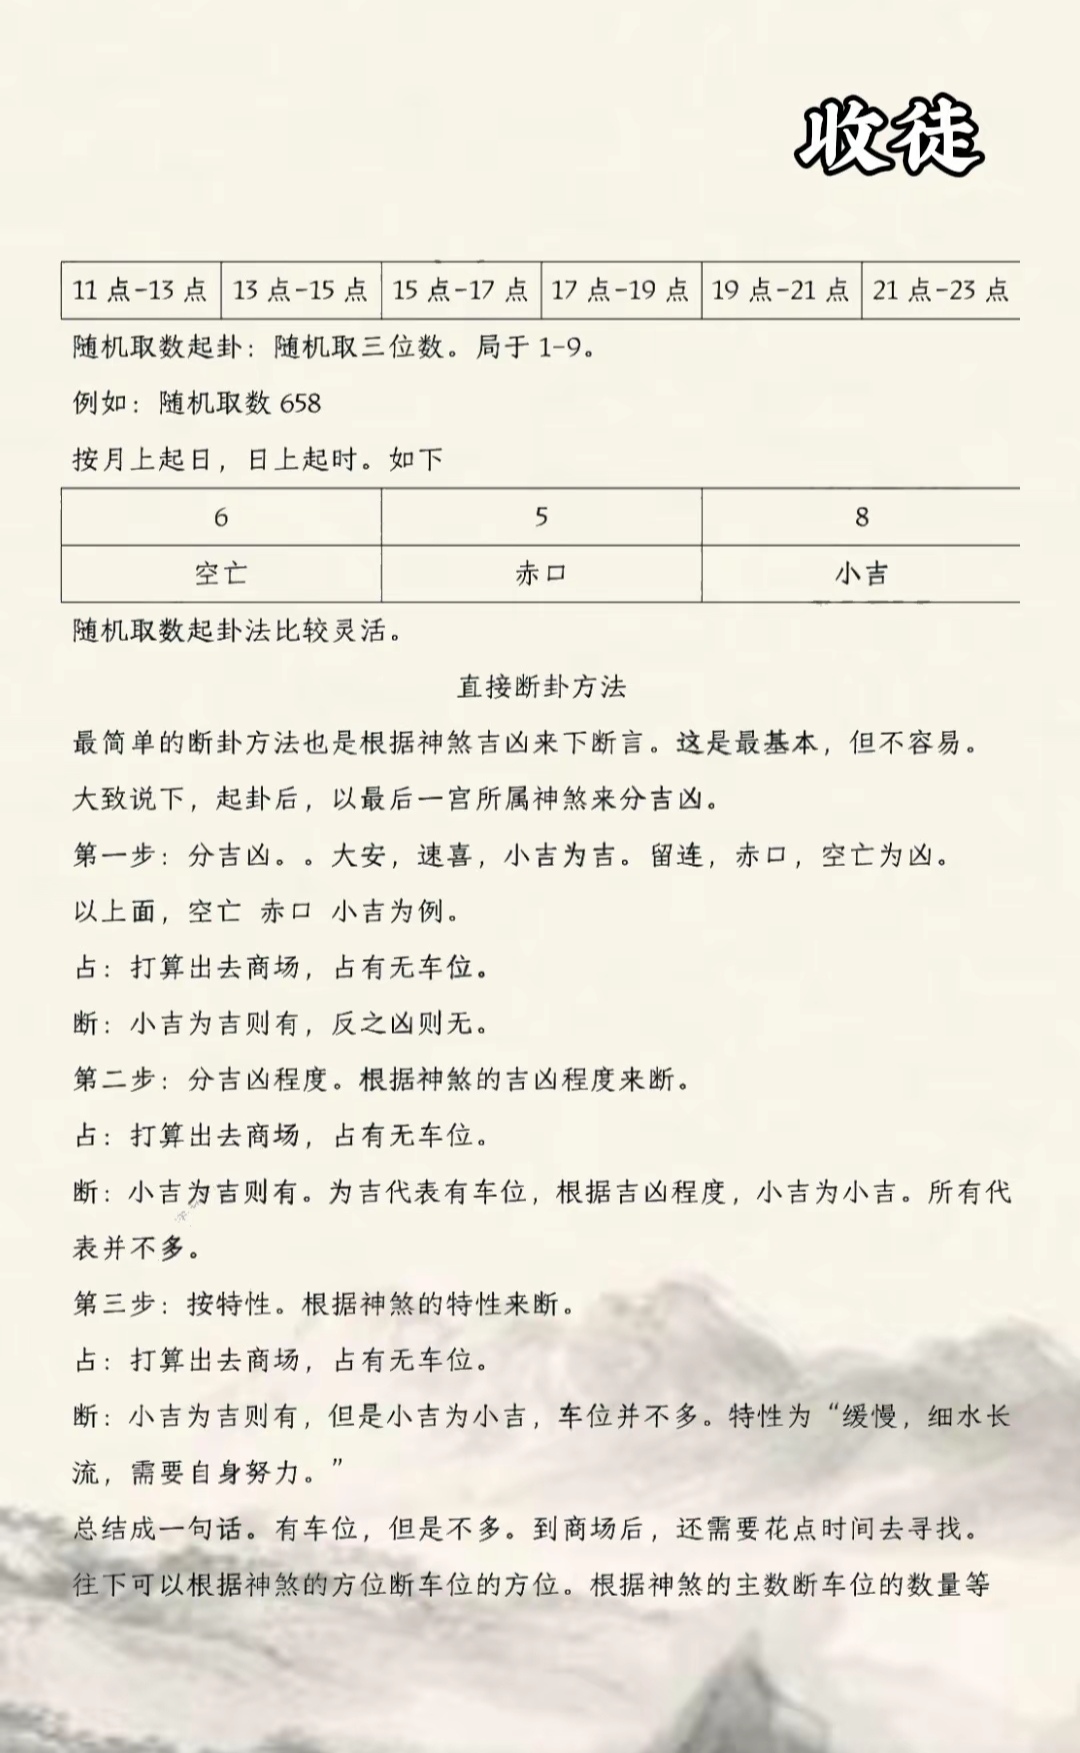 收徒
11 点-13 点 13 点-15 点 15 点-17 点 17 点-19 点 19 点-21 点 21 点-23 点
随机取数起卦：随机取三位数。局于 1-9。
例如：随机取数 658
按月上起日，日上起时。如下
6 5 8
空亡 赤口 小吉
随机取数起卦法比较灵活。
直接断卦方法
最简单的断卦方法也是根据神煞吉凶来下断言。这是最基本，但不容易。
大致说下，起卦后，以最后一宫所属神煞来分吉凶。
第一步：分吉凶。。大安，速喜，小吉为吉。留连，赤口，空亡为凶。
以上面，空亡 赤口 小吉为例。
占：打算出去商场，占有无车位。
断：小吉为吉则有，反之凶则无。
第二步：分吉凶程度。根据神煞的吉凶程度来断。
占：打算出去商场，占有无车位。
断：小吉为吉则有。为吉代表有车位，根据吉凶程度，小吉为小吉。所有代
表并不多。
第三步：按特性。根据神煞的特性来断。
占：打算出去商场，占有无车位。
断：小吉为吉则有，但是小吉为小吉，车位并不多。特性为“缓慢，细水长
流，需要自身努力。”
总结成一句话。有车位，但是不多。到商场后，还需要花点时间去寻找。
往下可以根据神煞的方位断车位的方位。根据神煞的主数断车位的数量等